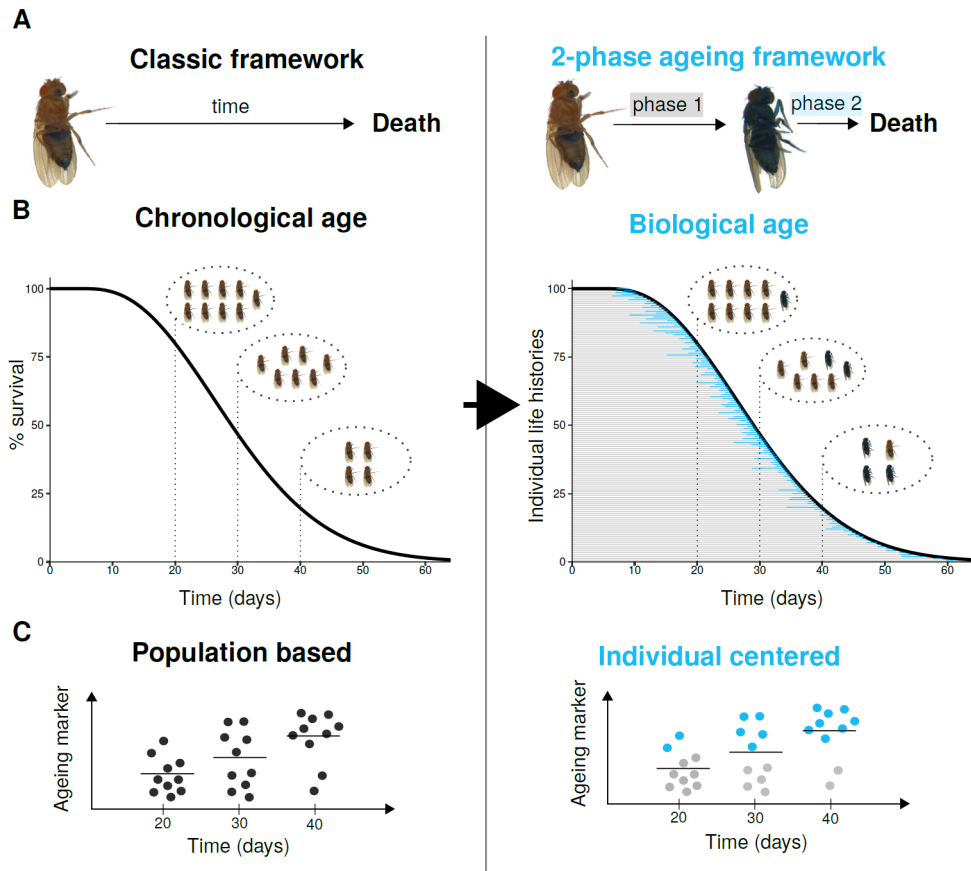 A
Classic framework
time
Death
2-phase ageing framework
phase 1
phase 2
Death
B
Chronological age
% survival
100
75
50
25
0
0 10 20 30 40 50 60
Time (days)
Biological age
Individual life histories
100
75
50
25
0
0 10 20 30 40 50 60
Time (days)
C
Population based
Ageing marker
20 30 40
Time (days)
Individual centered
Ageing marker
20 30 40
Time (days)